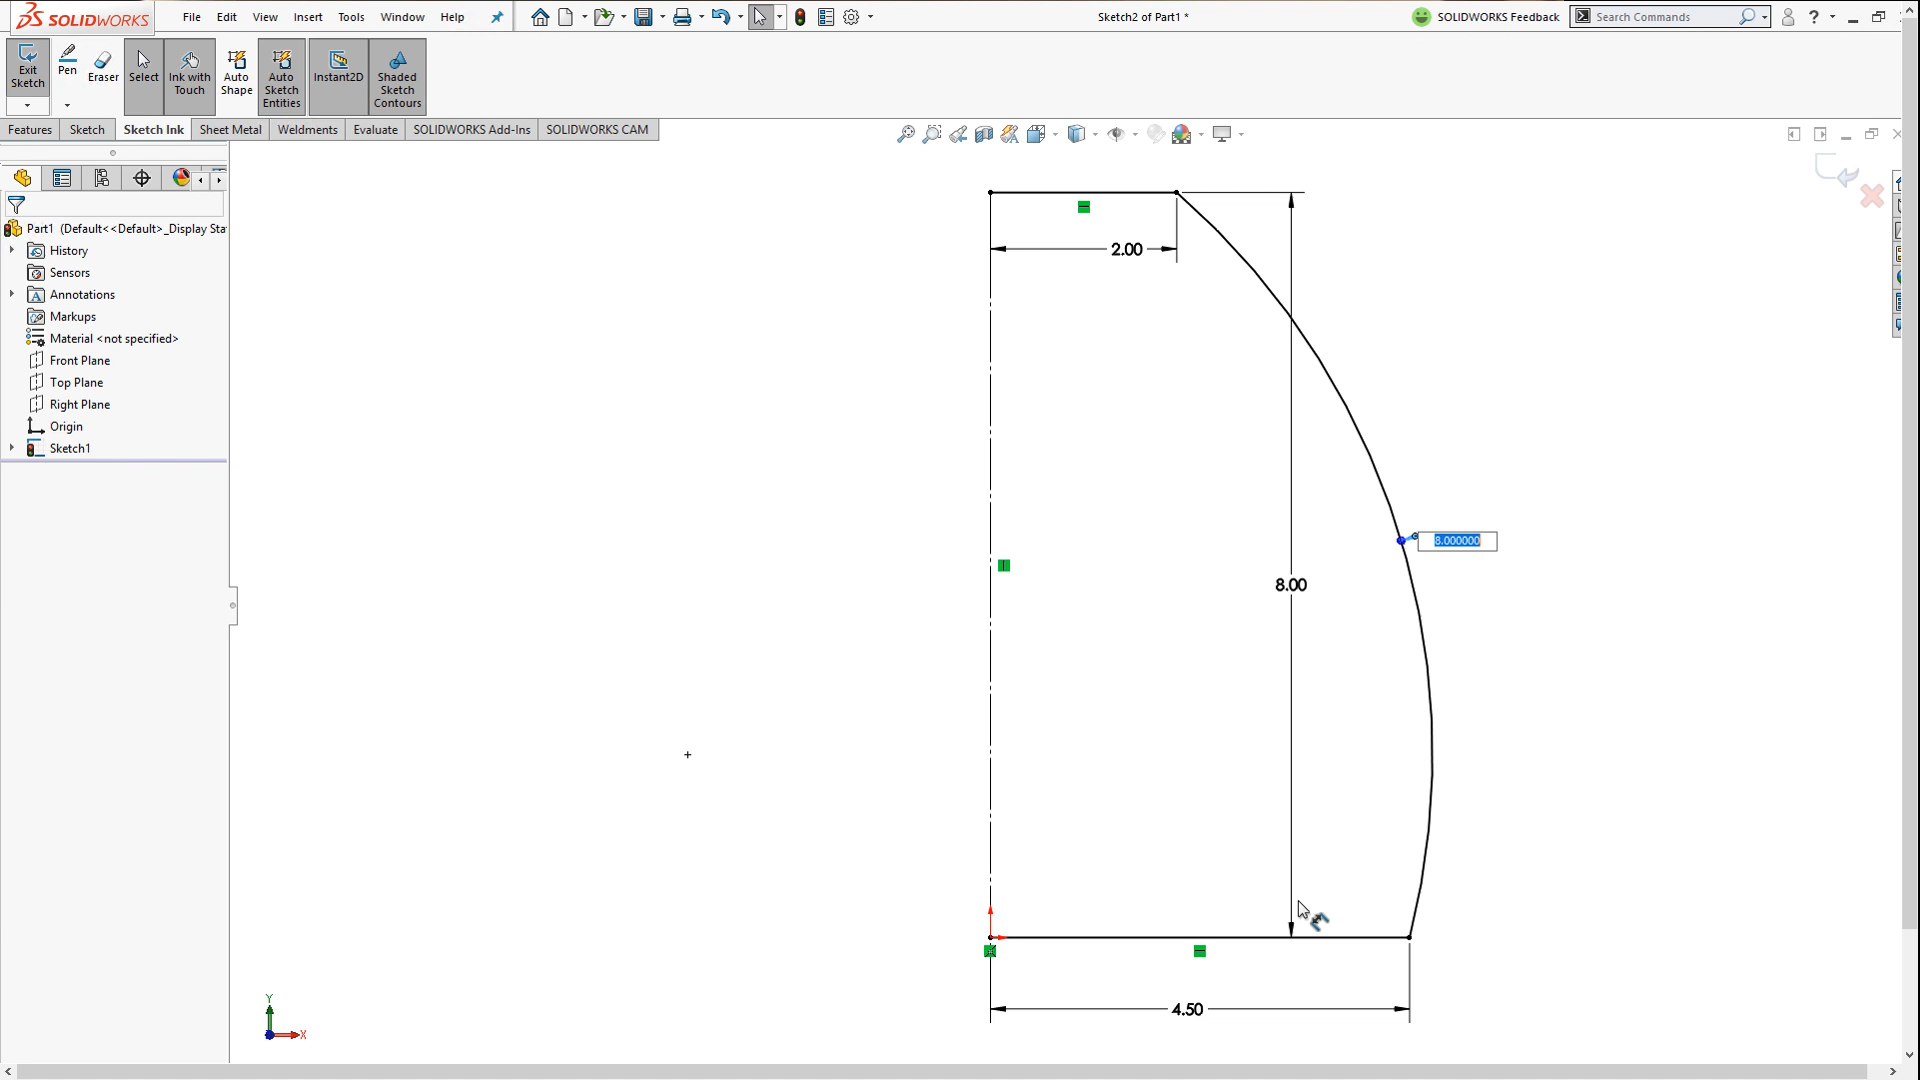 SOLIDWORKS
File Edit View Insert Tools Window Help
Sketch2 of Part1 *
SOLIDWORKS Feedback
Search Commands
?
Exit
Sketch
Pen
Eraser
Select
Ink with
Touch
Auto
Shape
Auto
Sketch
Entities
Instant2D
Shaded
Sketch
Contours
Features Sketch Sketch Ink Sheet Metal Weldments Evaluate SOLIDWORKS Add-Ins SOLIDWORKS CAM
Part1 (Default<<Default>_Display Sta
History
Sensors
Annotations
Markups
Material <not specified>
Front Plane
Top Plane
Right Plane
Origin
Sketch1
2.00
8.000000
8.00
4.50
Y
X